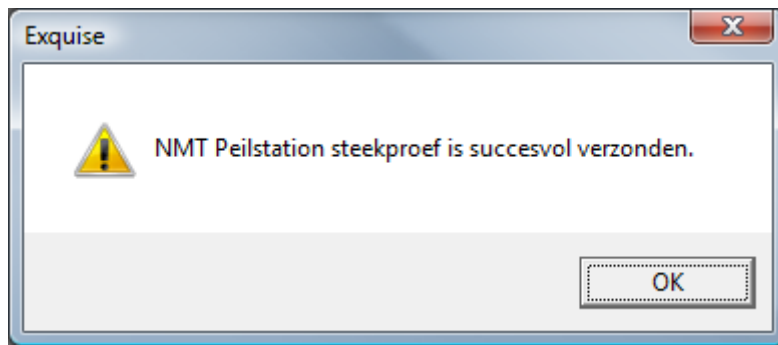 Exquise
NMT Peilstation steekproef is succesvol verzonden.
OK